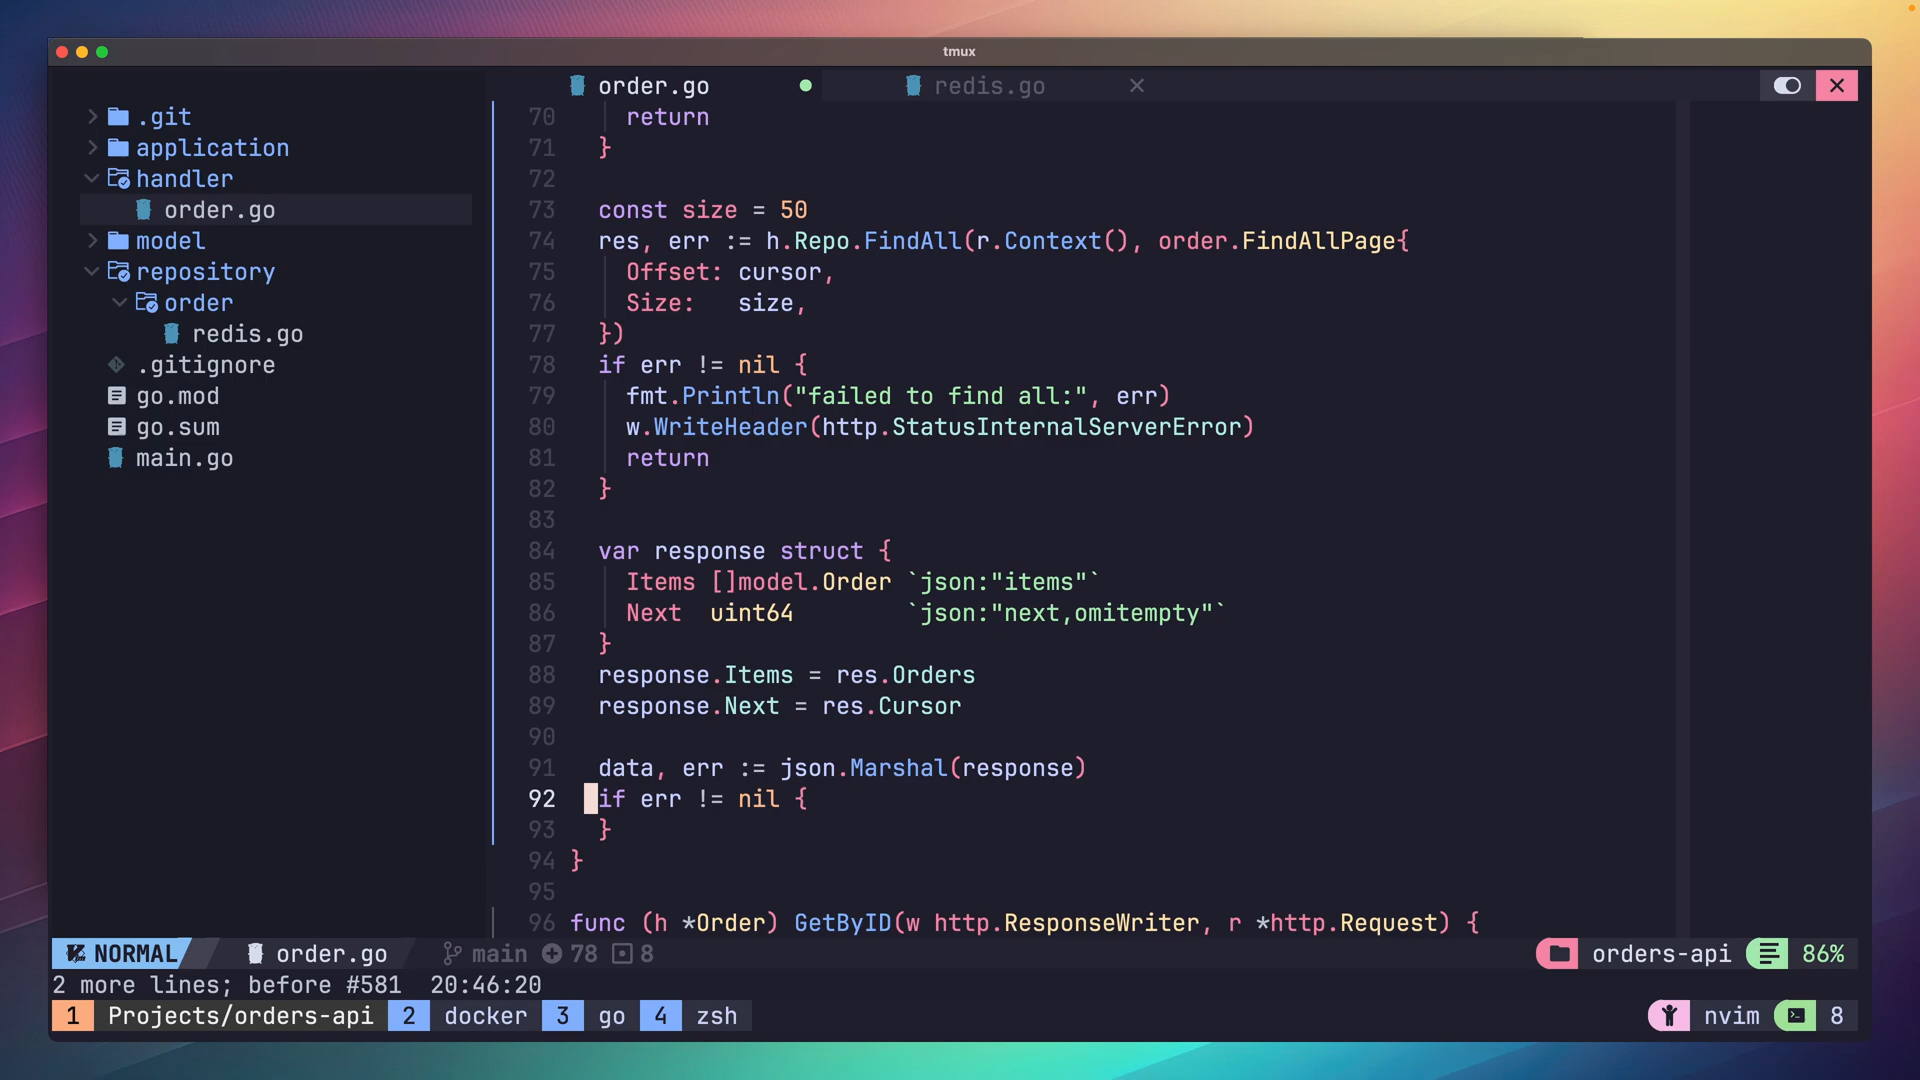 tmux
order.go
redis.go
.git
application
handler
order.go
model
repository
order
redis.go
.gitignore
go.mod
go.sum
main.go
70 return
71 }
72
73 const size = 50
74 res, err := h.Repo.FindAll(r.Context(), order.FindAllPage{
75 Offset: cursor,
76 Size: size,
77 })
78 if err != nil {
79 fmt.Println("failed to find all:", err)
80 w.WriteHeader(http.StatusInternalServerError)
81 return
82 }
83
84 var response struct {
85 Items []model.Order `json:"items"`
86 Next uint64 `json:"next,omitempty"`
87 }
88 response.Items = res.Orders
89 response.Next = res.Cursor
90
91 data, err := json.Marshal(response)
92 if err != nil {
93 }
94 }
95
96 func (h *Order) GetByID(w http.ResponseWriter, r *http.Request) {
NORMAL order.go main 78 8 orders-api 86%
2 more lines; before #581 20:46:20
1 Projects/orders-api 2 docker 3 go 4 zsh nvim 8